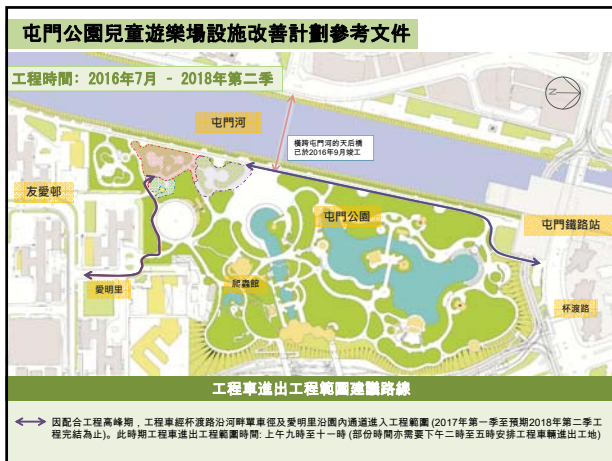 屯門公園兒童遊樂場設施改善計劃參考文件
工程時間: 2016年7月 - 2018年第二季
N
屯門河
橫跨屯門河的天后橋
已於2016年9月竣工
友愛邨
屯門公園
屯門鐵路站
愛明里
爬蟲館
杯渡路
工程車進出工程範圍建議路線
因配合工程高峰期，工程車經杯渡路沿河畔單車徑及愛明里沿園內通道進入工程範圍 (2017年第一季至預期2018年第二季工
程完結為止)。此時期工程車進出工程範圍時間: 上午九時至十一時 (部份時間亦需要下午二時至五時安排工程車輛進出工地)